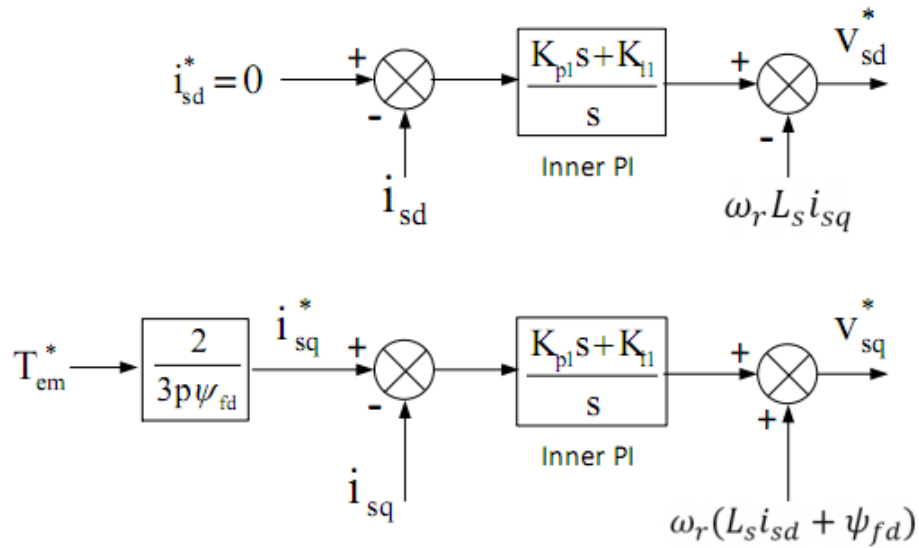 i*sd = 0
+
-
isd
Kp1s+KI1
s
Inner PI
+
-
ωrLsisq
v*sd
T*em
2
3pψfd
i*sq
+
-
isq
Kp1s+KI1
s
Inner PI
+
+
ωr(Lsisd + ψfd)
v*sq